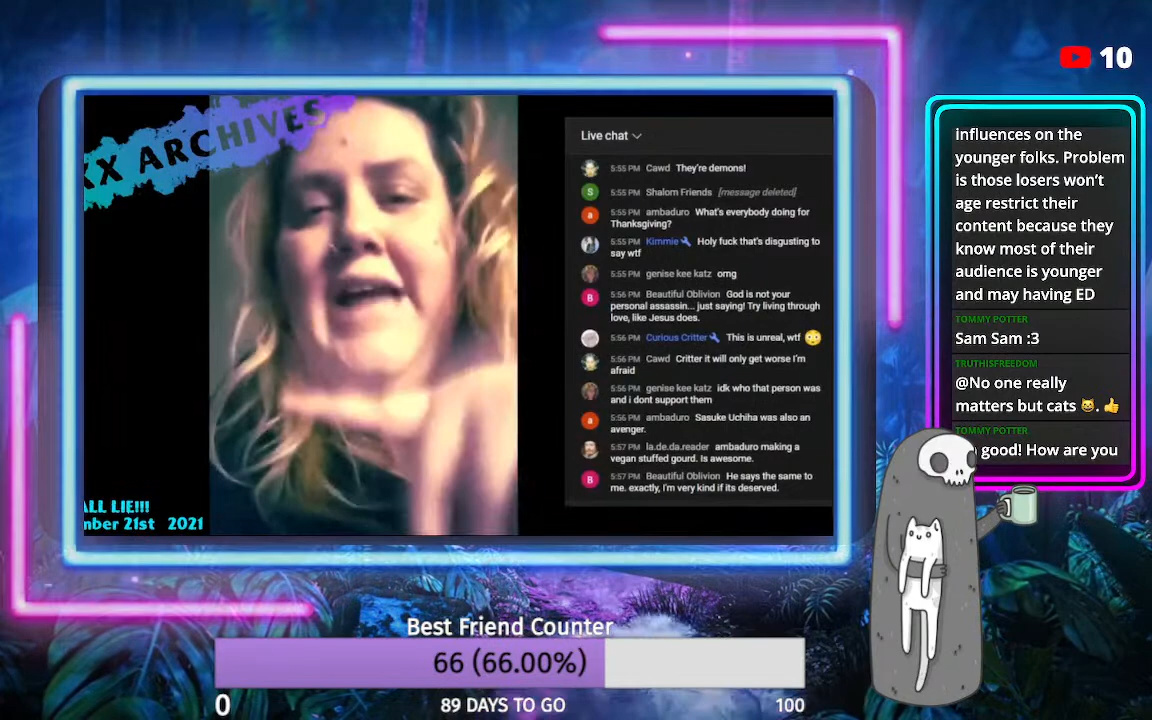 10
XX ARCHIVES
Live chat
5:55 PM Cawd They're demons!
5:55 PM Shalom Friends [message deleted]
5:55 PM ambaduro What's everybody doing for
Thanksgiving?
5:55 PM Kimmie Holy fuck that's disgusting to
say wtf
5:55 PM genise kee katz omg
5:56 PM Beautiful Oblivion God is not your
personal assassin... just saying! Try living through
love, like Jesus does.
5:56 PM Curious Critter This is unreal, wtf 😳
5:56 PM Cawd Critter it will only get worse I'm
afraid
5:56 PM genise kee katz idk who that person was
and i dont support them
5:56 PM ambaduro Sasuke Uchiha was also an
avenger.
5:57 PM la.de.da.reader ambaduro making a
vegan stuffed gourd. Is awesome.
5:57 PM Beautiful Oblivion He says the same to
me. exactly, I'm very kind if its deserved.
S
a
B
a
B
ALL LIE!!!
mber 21st 2021
influences on the
younger folks. Problem
is those losers won't
age restrict their
content because they
know most of their
audience is younger
and may having ED
TOMMY POTTER
Sam Sam :3
TRUTHISFREEDOM
@No one really
matters but cats 😺. 👍
TOMMY POTTER
good! How are you
Best Friend Counter
66 (66.00%)
0
89 DAYS TO GO
100